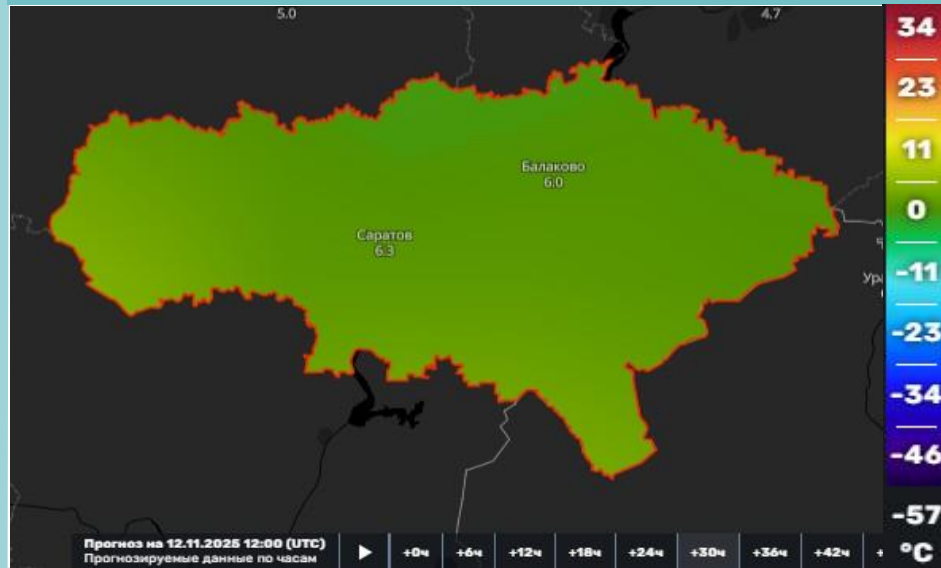 5.0
4.7
Балаково
6.0
Саратов
6.3
34
23
11
0
-11
-23
-34
-46
-57
°C
Прогноз на 12.11.2025 12:00 (UTC)
Прогнозируемые данные по часам
+0ч +6ч +12ч +18ч +24ч +30ч +36ч +42ч +